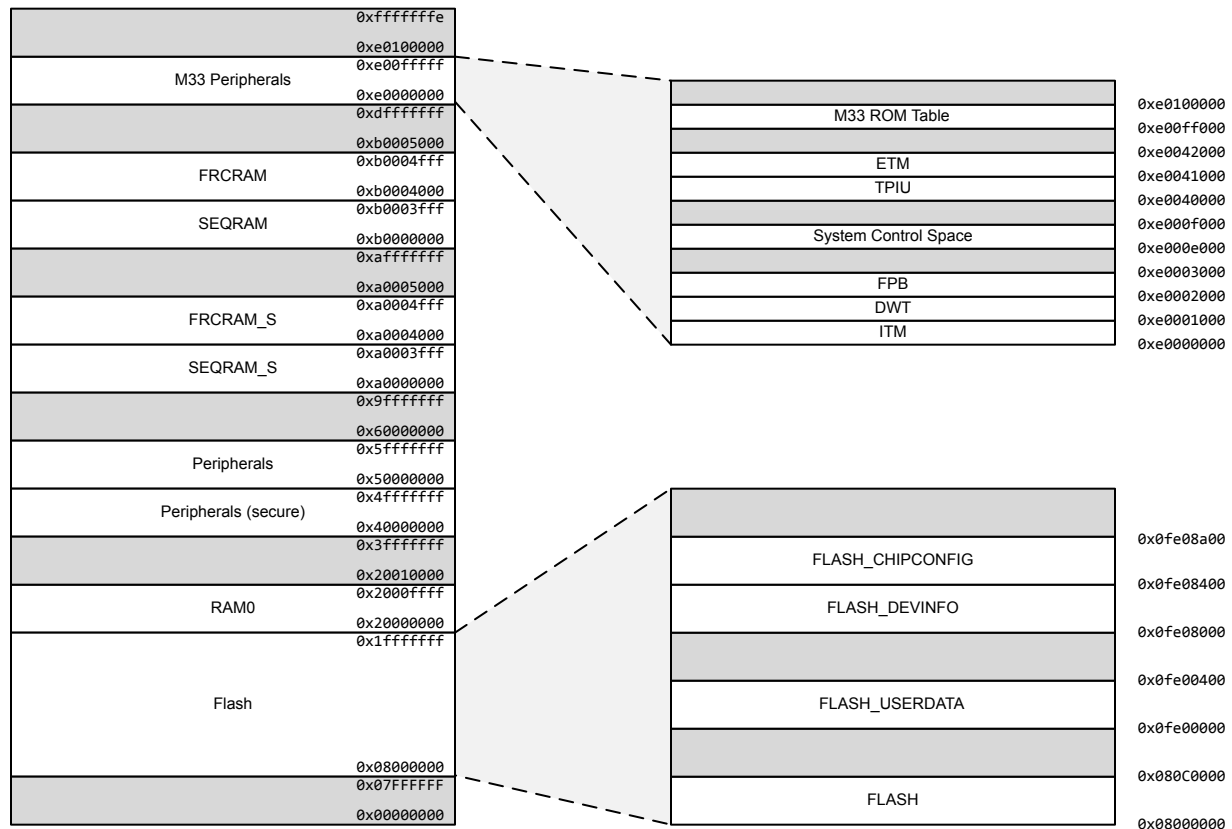 0xfffffffe
0xe0100000
M33 Peripherals
0xe00fffff
0xe0000000
0xdfffffff
0xb0005000
FRCRAM
0xb0004fff
0xb0004000
SEQRAM
0xb0003fff
0xb0000000
0xafffffff
0xa0005000
FRCRAM_S
0xa0004fff
0xa0004000
SEQRAM_S
0xa0003fff
0xa0000000
0x9fffffff
0x60000000
Peripherals
0x5fffffff
0x50000000
Peripherals (secure)
0x4fffffff
0x40000000
0x3fffffff
0x20010000
RAM0
0x2000ffff
0x20000000
0x1fffffff
Flash
0x08000000
0x07FFFFFF
0x00000000
0xe0100000
M33 ROM Table
0xe00ff000
0xe0042000
ETM
0xe0041000
TPIU
0xe0040000
0xe000f000
System Control Space
0xe000e000
0xe0003000
FPB
0xe0002000
DWT
0xe0001000
ITM
0xe0000000
0x0fe08a00
FLASH_CHIPCONFIG
0x0fe08400
FLASH_DEVINFO
0x0fe08000
0x0fe00400
FLASH_USERDATA
0x0fe00000
0x080C0000
FLASH
0x08000000